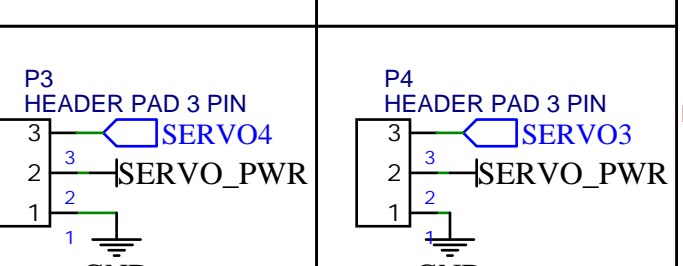 P3
HEADER PAD 3 PIN
3
SERVO4
3
2
SERVO_PWR
2
1
1
P4
HEADER PAD 3 PIN
3
SERVO3
3
2
SERVO_PWR
2
1
1